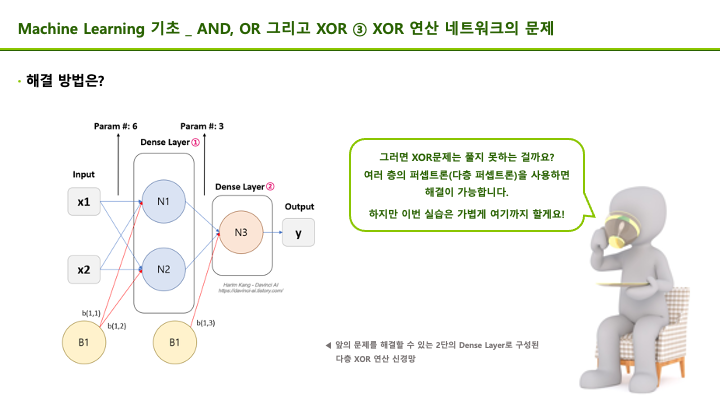 Machine Learning 기초 _ AND, OR 그리고 XOR ③ XOR 연산 네트워크의 문제
· 해결 방법은?
Param #: 6
Param #: 3
Dense Layer①
Input
Dense Layer②
Output
x1
N1
N3
y
x2
N2
Harim Kang - Davinci AI
https://davinci-ai.tistory.com/
b(1,1)
b(1,2)
b(1,3)
B1
B1
그러면 XOR문제는 풀지 못하는 걸까요?
여러 층의 퍼셉트론(다층 퍼셉트론)을 사용하면
해결이 가능합니다.
하지만 이번 실습은 가볍게 여기까지 할게요!
◀ 앞의 문제를 해결할 수 있는 2단의 Dense Layer로 구성된
다층 XOR 연산 신경망